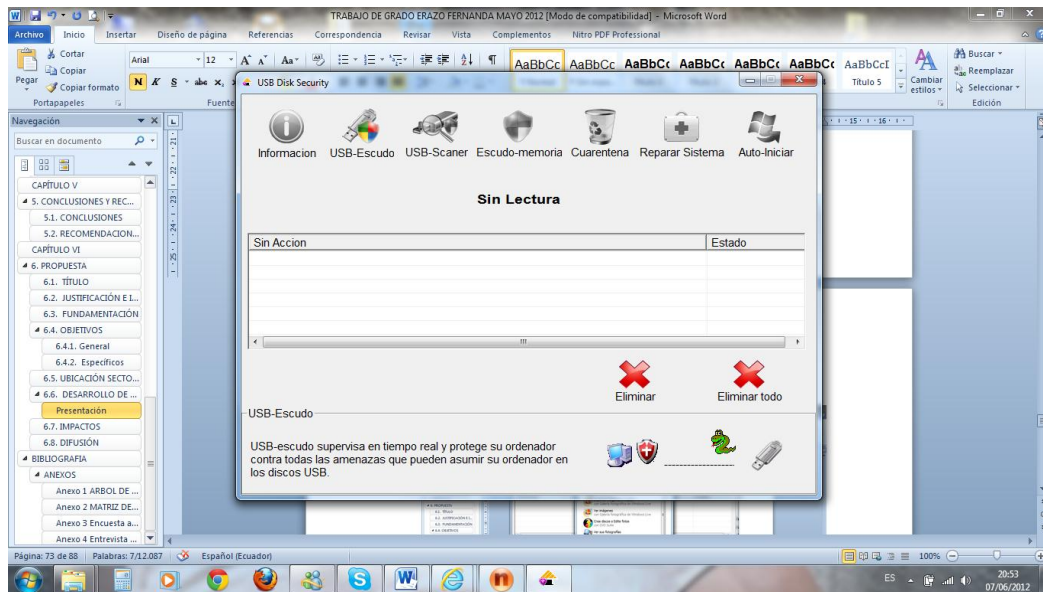 TRABAJO DE GRADO ERAZO FERNANDA MAYO 2012 [Modo de compatibilidad] - Microsoft Word
Archivo Inicio Insertar Diseño de página Referencias Correspondencia Revisar Vista Complementos Nitro PDF Professional
Cortar
Copiar
Copiar formato
Pegar
Portapapeles
Arial 12
N K S abc
Fuente
AaBbCc AaBbCc AaBbCc AaBbCc AaBbCc AaBbCc AaBbCcI
Título 5
Cambiar estilos
Buscar
Reemplazar
Seleccionar
Edición
Navegación
Buscar en documento
CAPÍTULO V
5. CONCLUSIONES Y REC...
5.1. CONCLUSIONES
5.2. RECOMENDACION...
CAPÍTULO VI
6. PROPUESTA
6.1. TÍTULO
6.2. JUSTIFICACIÓN E I...
6.3. FUNDAMENTACIÓN
6.4. OBJETIVOS
6.4.1. General
6.4.2. Específicos
6.5. UBICACIÓN SECTO...
6.6. DESARROLLO DE ...
Presentación
6.7. IMPACTOS
6.8. DIFUSIÓN
BIBLIOGRAFIA
ANEXOS
Anexo 1 ARBOL DE ...
Anexo 2 MATRIZ DE...
Anexo 3 Encuesta a...
Anexo 4 Entrevista ...
USB Disk Security
Informacion USB-Escudo USB-Scaner Escudo-memoria Cuarentena Reparar Sistema Auto-Iniciar
Sin Lectura
Sin Accion Estado
Eliminar Eliminar todo
USB-Escudo
USB-escudo supervisa en tiempo real y protege su ordenador
contra todas las amenazas que pueden asumir su ordenador en
los discos USB.
Página: 73 de 88 Palabras: 7/12.087 Español (Ecuador) 100%
ES 20:53
07/06/2012